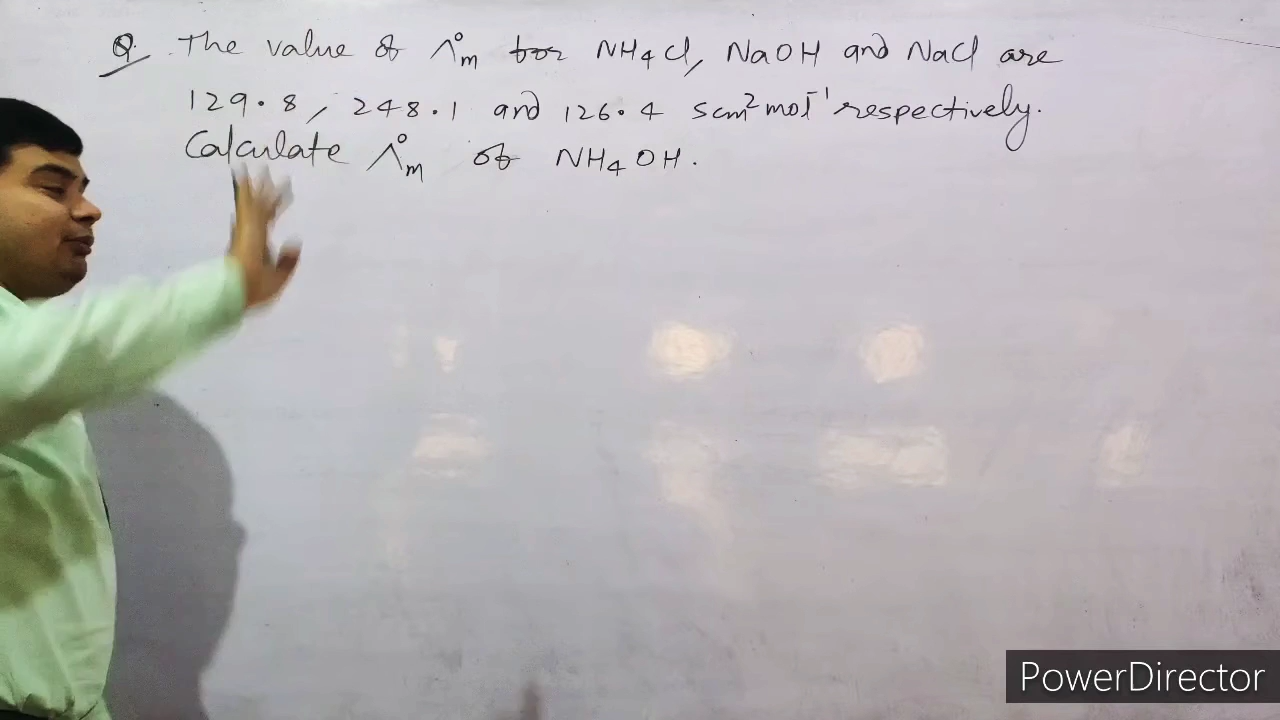 Q. The value of Λ°m for NH4Cl, NaOH and NaCl are
129.8, 248.1 and 126.4 Scm²mol⁻¹ respectively.
Calculate Λ°m of NH4OH.
PowerDirector